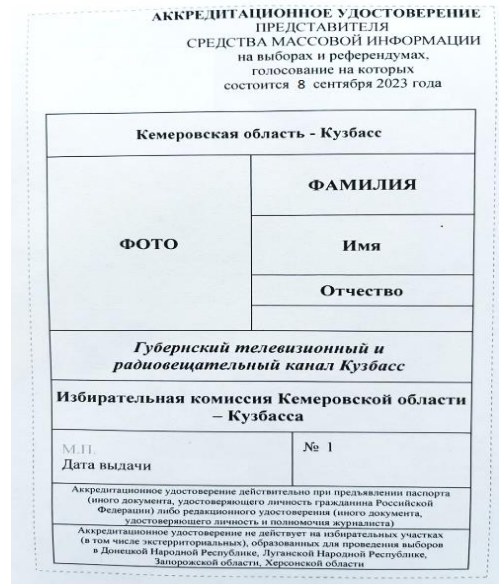 АККРЕДИТАЦИОННОЕ УДОСТОВЕРЕНИЕ
ПРЕДСТАВИТЕЛЯ
СРЕДСТВА МАССОВОЙ ИНФОРМАЦИИ
на выборах и референдумах,
голосование на которых
состоится 8 сентября 2023 года
Кемеровская область - Кузбасс
ФОТО
ФАМИЛИЯ
Имя
Отчество
Губернский телевизионный и
радиовещательный канал Кузбасс
Избирательная комиссия Кемеровской области
– Кузбасса
М.П.
Дата выдачи
№ 1
Аккредитационное удостоверение действительно при предъявлении паспорта
(иного документа, удостоверяющего личность гражданина Российской
Федерации) либо редакционного удостоверения (иного документа,
удостоверяющего личность и полномочия журналиста)
Аккредитационное удостоверение не действует на избирательных участках
(в том числе экстерриториальных), образованных для проведения выборов
в Донецкой Народной Республике, Луганской Народной Республике,
Запорожской области, Херсонской области